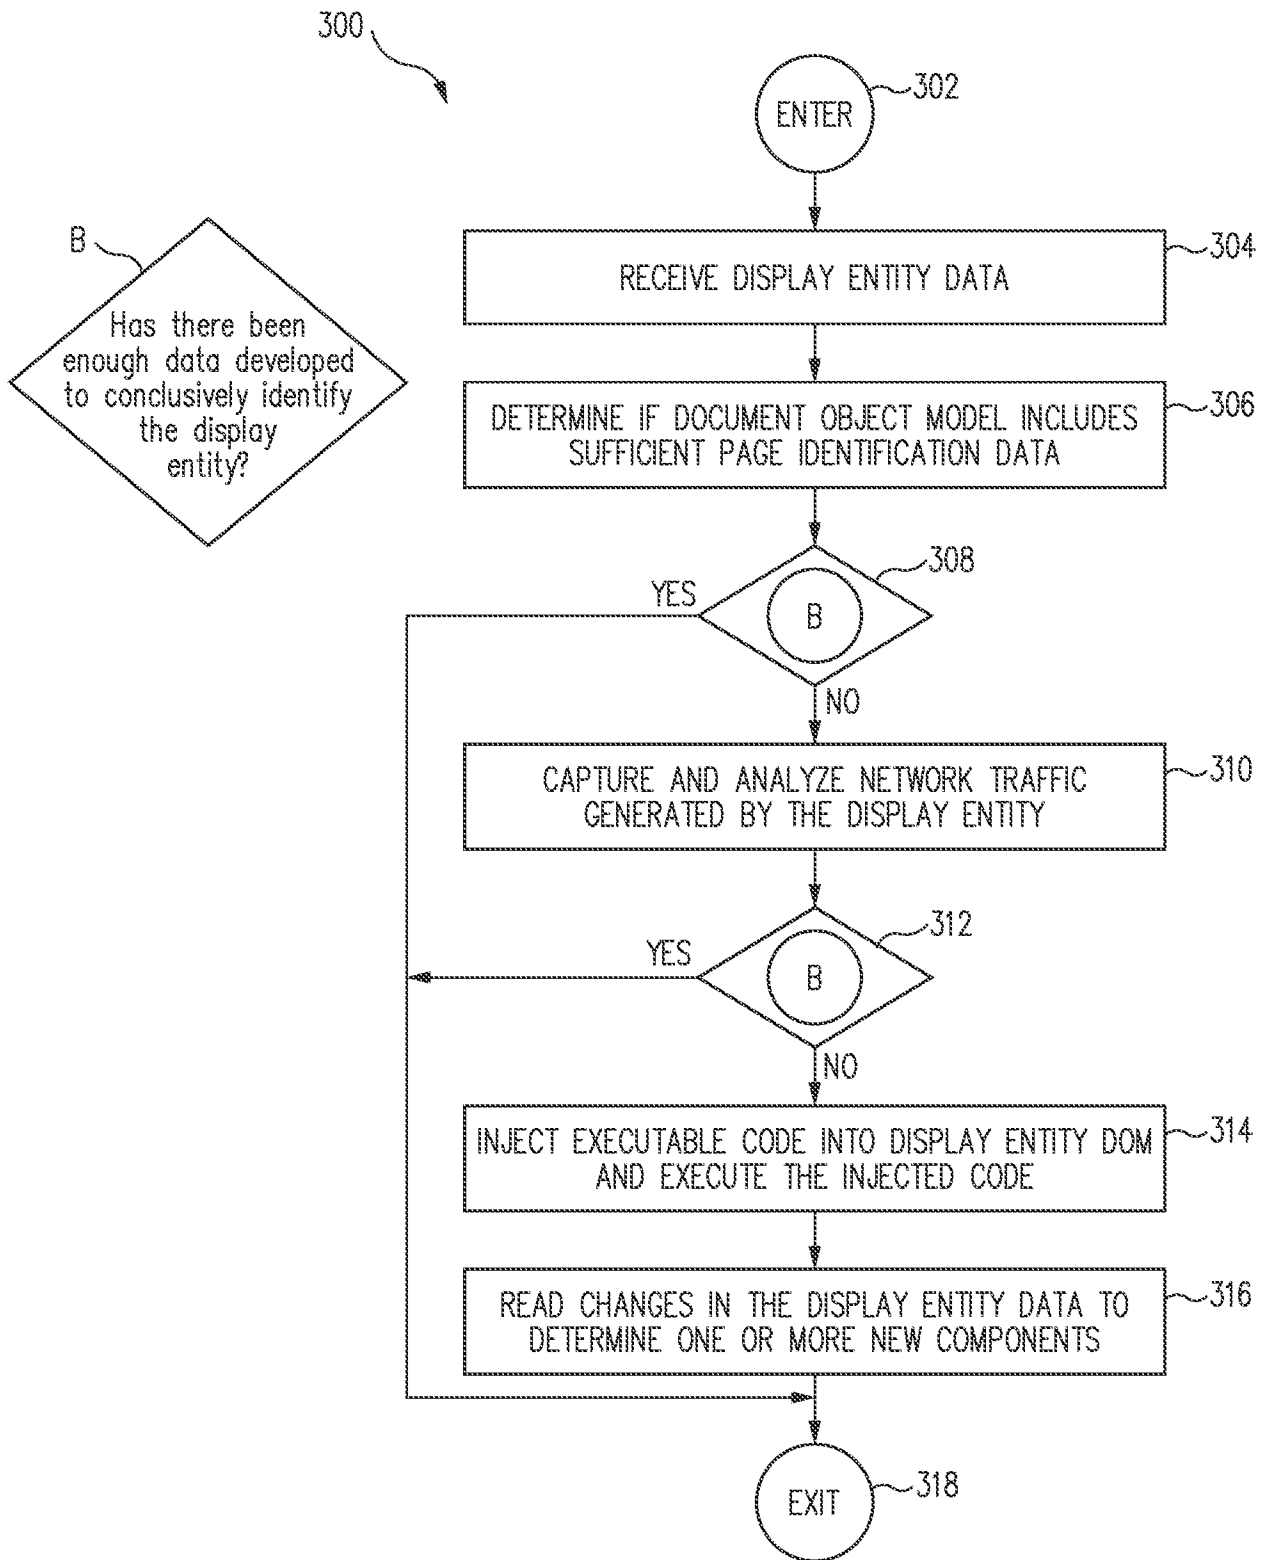 300
ENTER
302
RECEIVE DISPLAY ENTITY DATA
304
B
Has there been
enough data developed
to conclusively identify
the display
entity?
DETERMINE IF DOCUMENT OBJECT MODEL INCLUDES
SUFFICIENT PAGE IDENTIFICATION DATA
306
308
YES
B
NO
CAPTURE AND ANALYZE NETWORK TRAFFIC
GENERATED BY THE DISPLAY ENTITY
310
312
YES
B
NO
INJECT EXECUTABLE CODE INTO DISPLAY ENTITY DOM
AND EXECUTE THE INJECTED CODE
314
READ CHANGES IN THE DISPLAY ENTITY DATA TO
DETERMINE ONE OR MORE NEW COMPONENTS
316
EXIT
318